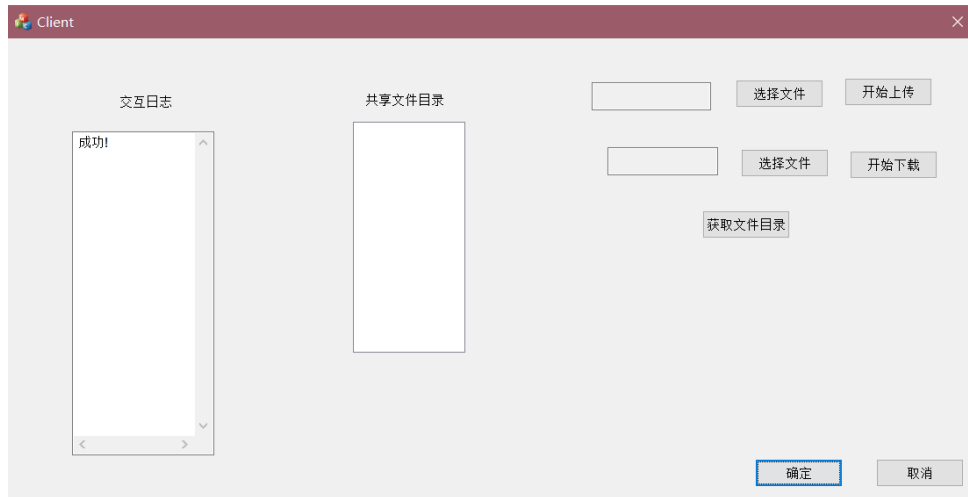 Client
交互日志
成功!
共享文件目录
选择文件
开始上传
选择文件
开始下载
获取文件目录
确定
取消